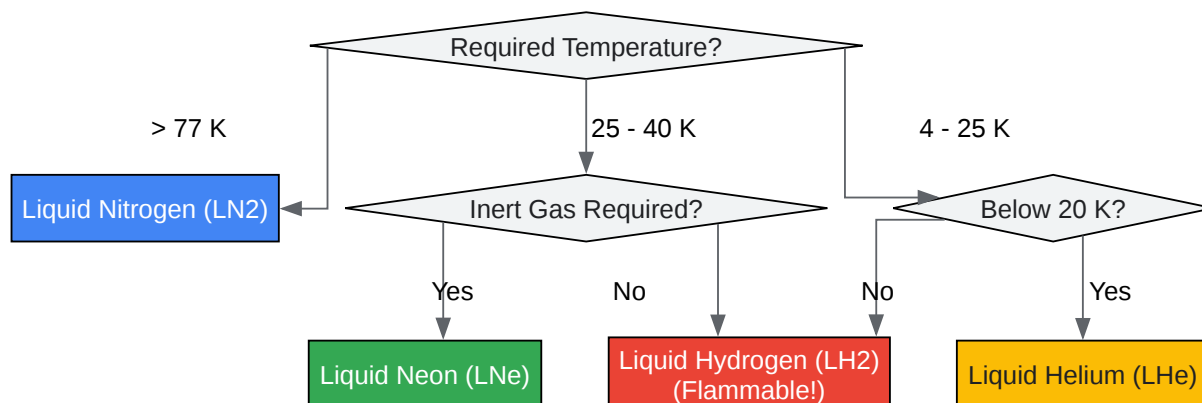 Required Temperature?
> 77 K
25 - 40 K
4 - 25 K
Liquid Nitrogen (LN2)
Inert Gas Required?
Below 20 K?
Yes
No
No
Yes
Liquid Neon (LNe)
Liquid Hydrogen (LH2)
(Flammable!)
Liquid Helium (LHe)